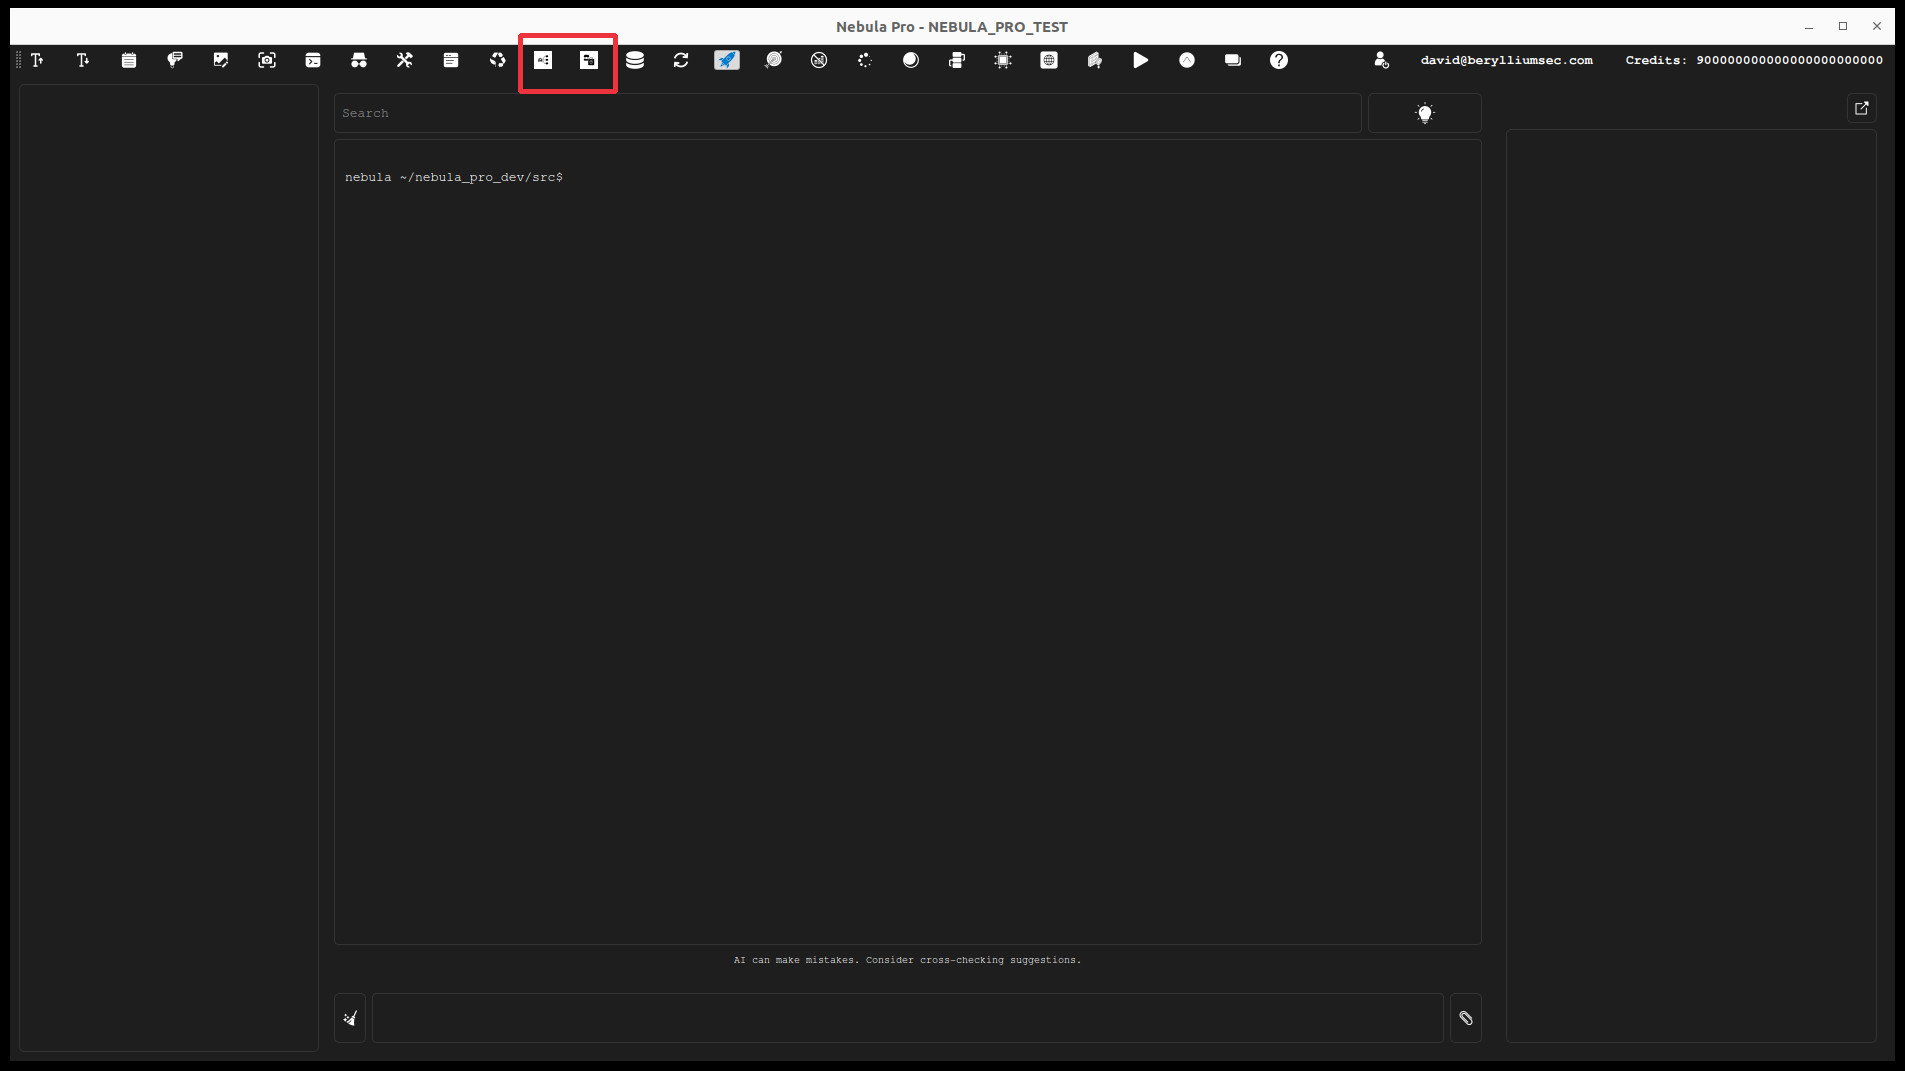 Nebula Pro - NEBULA_PRO_TEST
david@berylliumsec.com Credits: 900000000000000000000000
Search
nebula ~/nebula_pro_dev/src$
AI can make mistakes. Consider cross-checking suggestions.